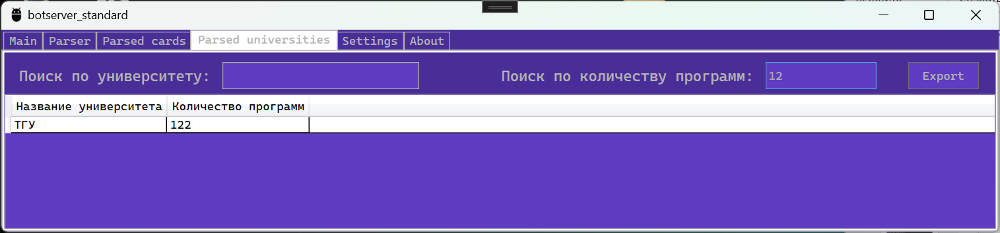 botserver_standard
Main Parser Parsed cards Parsed universities Settings About
Поиск по университету: Поиск по количеству программ: 12 Export
Название университета Количество программ
ТГУ 122